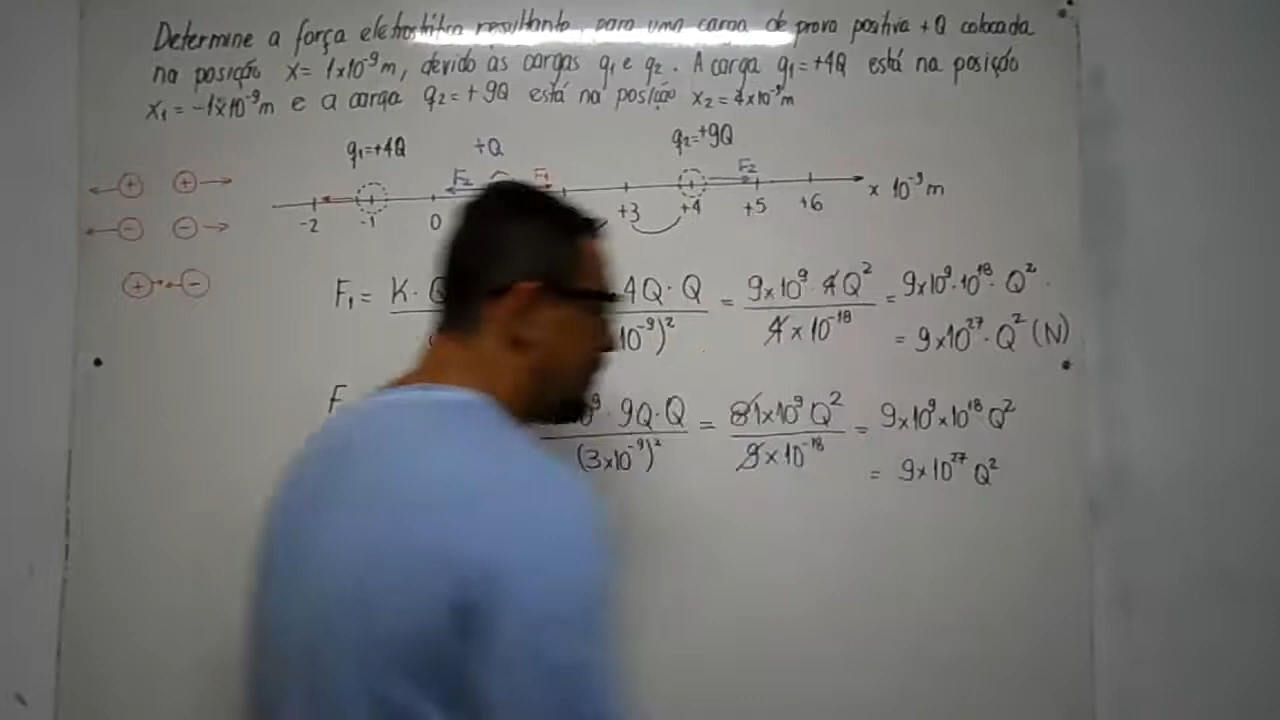 Determine a força eletrostática resultante, para uma carga de prova positiva +Q colocada
na posição x = 1x10⁻⁹m, devido às cargas q₁ e q₂. A carga q₁=+4Q está na posição
x₁ = -1x10⁻⁹m e a carga q₂=+9Q está na posição x₂=4x10⁻⁹m
q₁=+4Q +Q q₂=+9Q
F₂ F₁ F₂
-2 -1 0 +3 +4 +5 +6 x 10⁻⁹ m
+ +
- -
+ -
F₁ = K · Q 4Q · Q = 9x10⁹ · 4Q² = 9x10⁹ · 10¹⁸ · Q²
10⁻⁹)² 4 x 10⁻¹⁸ = 9x10²⁷ · Q² (N)
F ⁹ · 9Q · Q = 81x10⁹ Q² = 9x10⁹x10¹⁸ Q²
(3x10⁻⁹)² 9x10⁻¹⁸ = 9x10²⁷ Q²